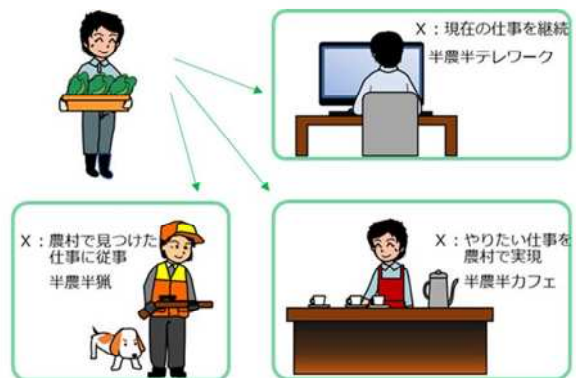 X：現在の仕事を継続
半農半テレワーク
X：農村で見つけた
仕事に従事
半農半猟
X：やりたい仕事を
農村で実現
半農半カフェ